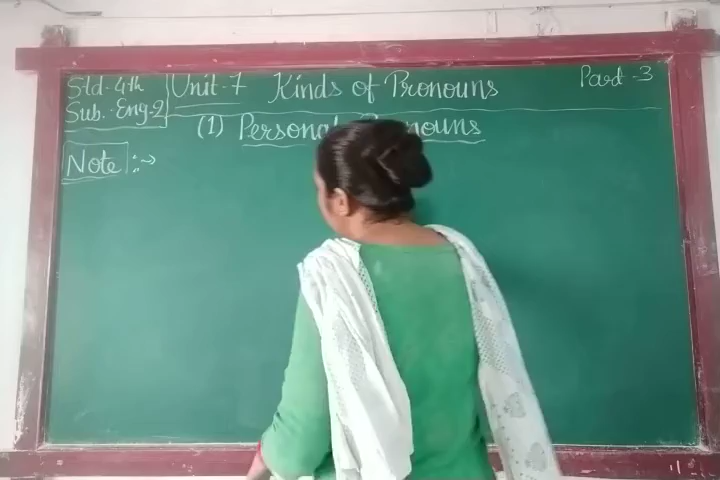 Std-4th Unit-7 Kinds of Pronouns Part-3
Sub.-Eng-2
(1) Personal Pronouns
Note :→